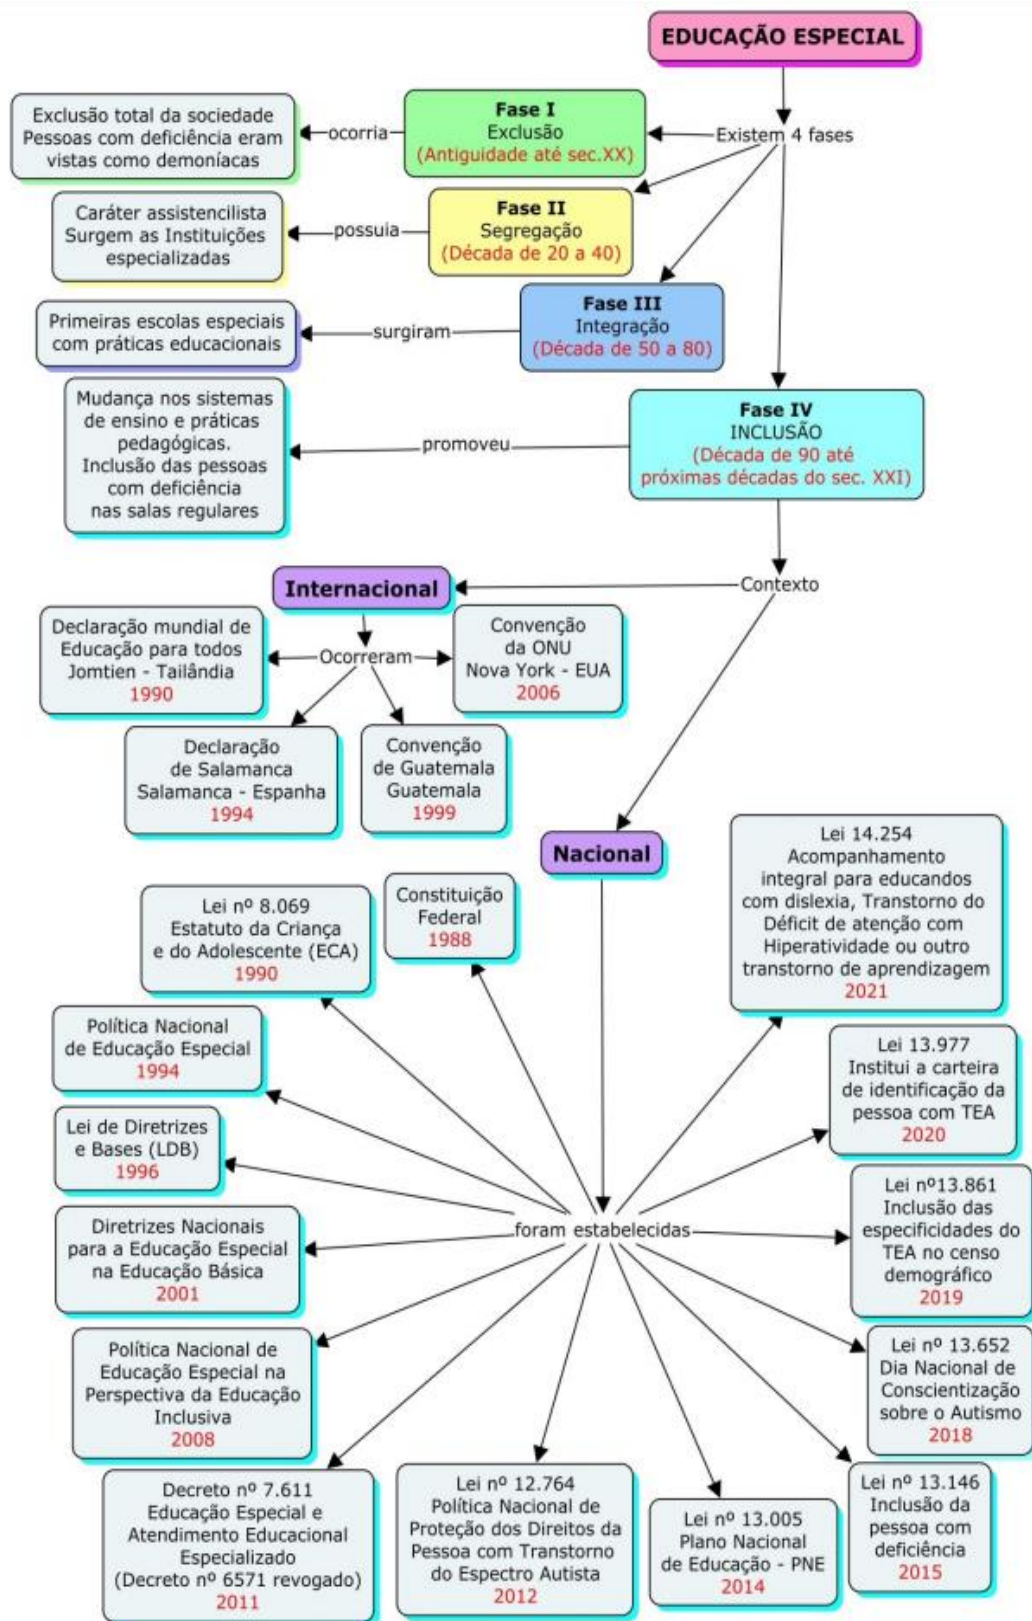 EDUCAÇÃO ESPECIAL
Existem 4 fases
Fase I
Exclusão
(Antiguidade até sec.XX)
ocorria
Exclusão total da sociedade
Pessoas com deficiência eram
vistas como demoníacas
Fase II
Segregação
(Década de 20 a 40)
possuia
Caráter assistencilista
Surgem as Instituições
especializadas
Fase III
Integração
(Década de 50 a 80)
surgiram
Primeiras escolas especiais
com práticas educacionais
Fase IV
INCLUSÃO
(Década de 90 até
próximas décadas do sec. XXI)
promoveu
Mudança nos sistemas
de ensino e práticas
pedagógicas.
Inclusão das pessoas
com deficiência
nas salas regulares
Contexto
Internacional
Ocorreram
Declaração mundial de
Educação para todos
Jomtien - Tailândia
1990
Convenção
da ONU
Nova York - EUA
2006
Declaração
de Salamanca
Salamanca - Espanha
1994
Convenção
de Guatemala
Guatemala
1999
Nacional
foram estabelecidas
Constituição
Federal
1988
Lei nº 8.069
Estatuto da Criança
e do Adolescente (ECA)
1990
Política Nacional
de Educação Especial
1994
Lei de Diretrizes
e Bases (LDB)
1996
Diretrizes Nacionais
para a Educação Especial
na Educação Básica
2001
Política Nacional de
Educação Especial na
Perspectiva da Educação
Inclusiva
2008
Decreto nº 7.611
Educação Especial e
Atendimento Educacional
Especializado
(Decreto nº 6571 revogado)
2011
Lei nº 12.764
Política Nacional de
Proteção dos Direitos da
Pessoa com Transtorno
do Espectro Autista
2012
Lei nº 13.005
Plano Nacional
de Educação - PNE
2014
Lei nº 13.146
Inclusão da
pessoa com
deficiência
2015
Lei nº 13.652
Dia Nacional de
Conscientização
sobre o Autismo
2018
Lei nº13.861
Inclusão das
especificidades do
TEA no censo
demográfico
2019
Lei 13.977
Institui a carteira
de identificação da
pessoa com TEA
2020
Lei 14.254
Acompanhamento
integral para educandos
com dislexia, Transtorno do
Déficit de atenção com
Hiperatividade ou outro
transtorno de aprendizagem
2021